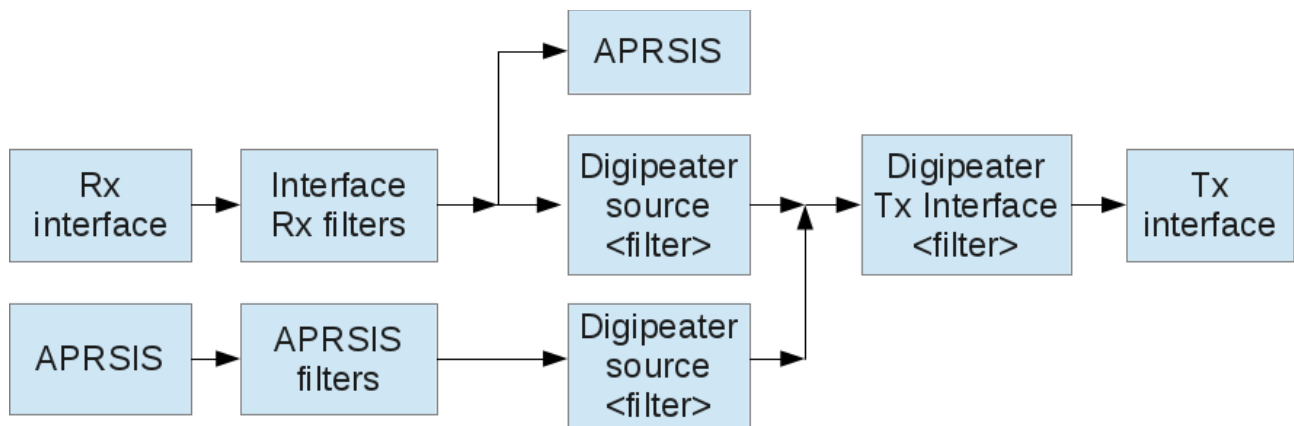 APRSIS
Rx
interface
Interface
Rx filters
Digipeater
source
<filter>
Digipeater
Tx Interface
<filter>
Tx
interface
APRSIS
APRSIS
filters
Digipeater
source
<filter>